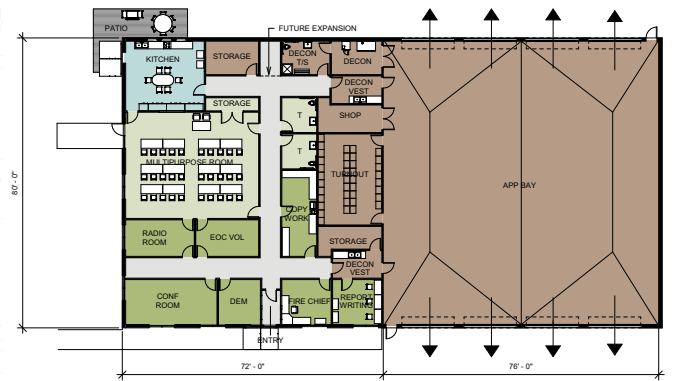 FUTURE EXPANSION
PATIO
KITCHEN
STORAGE
DECON
T/S
DECON
DECON
VEST
STORAGE
T
SHOP
MULTIPURPOSE ROOM
T
TURNOUT
APP BAY
80' - 0"
COPY
WORK
RADIO
ROOM
EOC VOL
STORAGE
DECON
VEST
CONF
ROOM
DEM
FIRE CHIEF
REPORT
WRITING
ENTRY
72' - 0"
76' - 0"